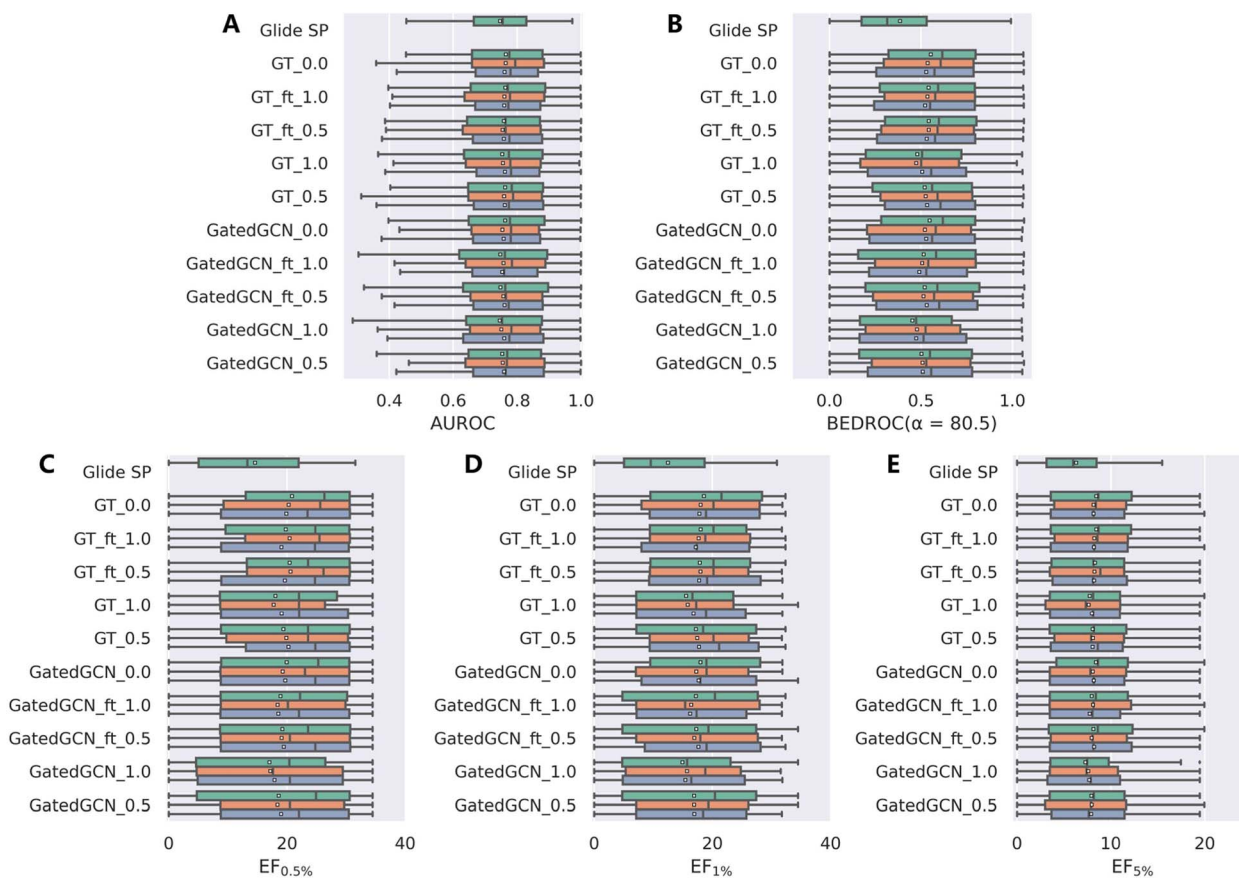 A
Glide SP
GT_0.0
GT_ft_1.0
GT_ft_0.5
GT_1.0
GT_0.5
GatedGCN_0.0
GatedGCN_ft_1.0
GatedGCN_ft_0.5
GatedGCN_1.0
GatedGCN_0.5
0.4 0.6 0.8 1.0
AUROC
B
Glide SP
GT_0.0
GT_ft_1.0
GT_ft_0.5
GT_1.0
GT_0.5
GatedGCN_0.0
GatedGCN_ft_1.0
GatedGCN_ft_0.5
GatedGCN_1.0
GatedGCN_0.5
0.0 0.5 1.0
BEDROC(α = 80.5)
C
Glide SP
GT_0.0
GT_ft_1.0
GT_ft_0.5
GT_1.0
GT_0.5
GatedGCN_0.0
GatedGCN_ft_1.0
GatedGCN_ft_0.5
GatedGCN_1.0
GatedGCN_0.5
0 20 40
EF0.5%
D
Glide SP
GT_0.0
GT_ft_1.0
GT_ft_0.5
GT_1.0
GT_0.5
GatedGCN_0.0
GatedGCN_ft_1.0
GatedGCN_ft_0.5
GatedGCN_1.0
GatedGCN_0.5
0 20 40
EF1%
E
Glide SP
GT_0.0
GT_ft_1.0
GT_ft_0.5
GT_1.0
GT_0.5
GatedGCN_0.0
GatedGCN_ft_1.0
GatedGCN_ft_0.5
GatedGCN_1.0
GatedGCN_0.5
0 10 20
EF5%